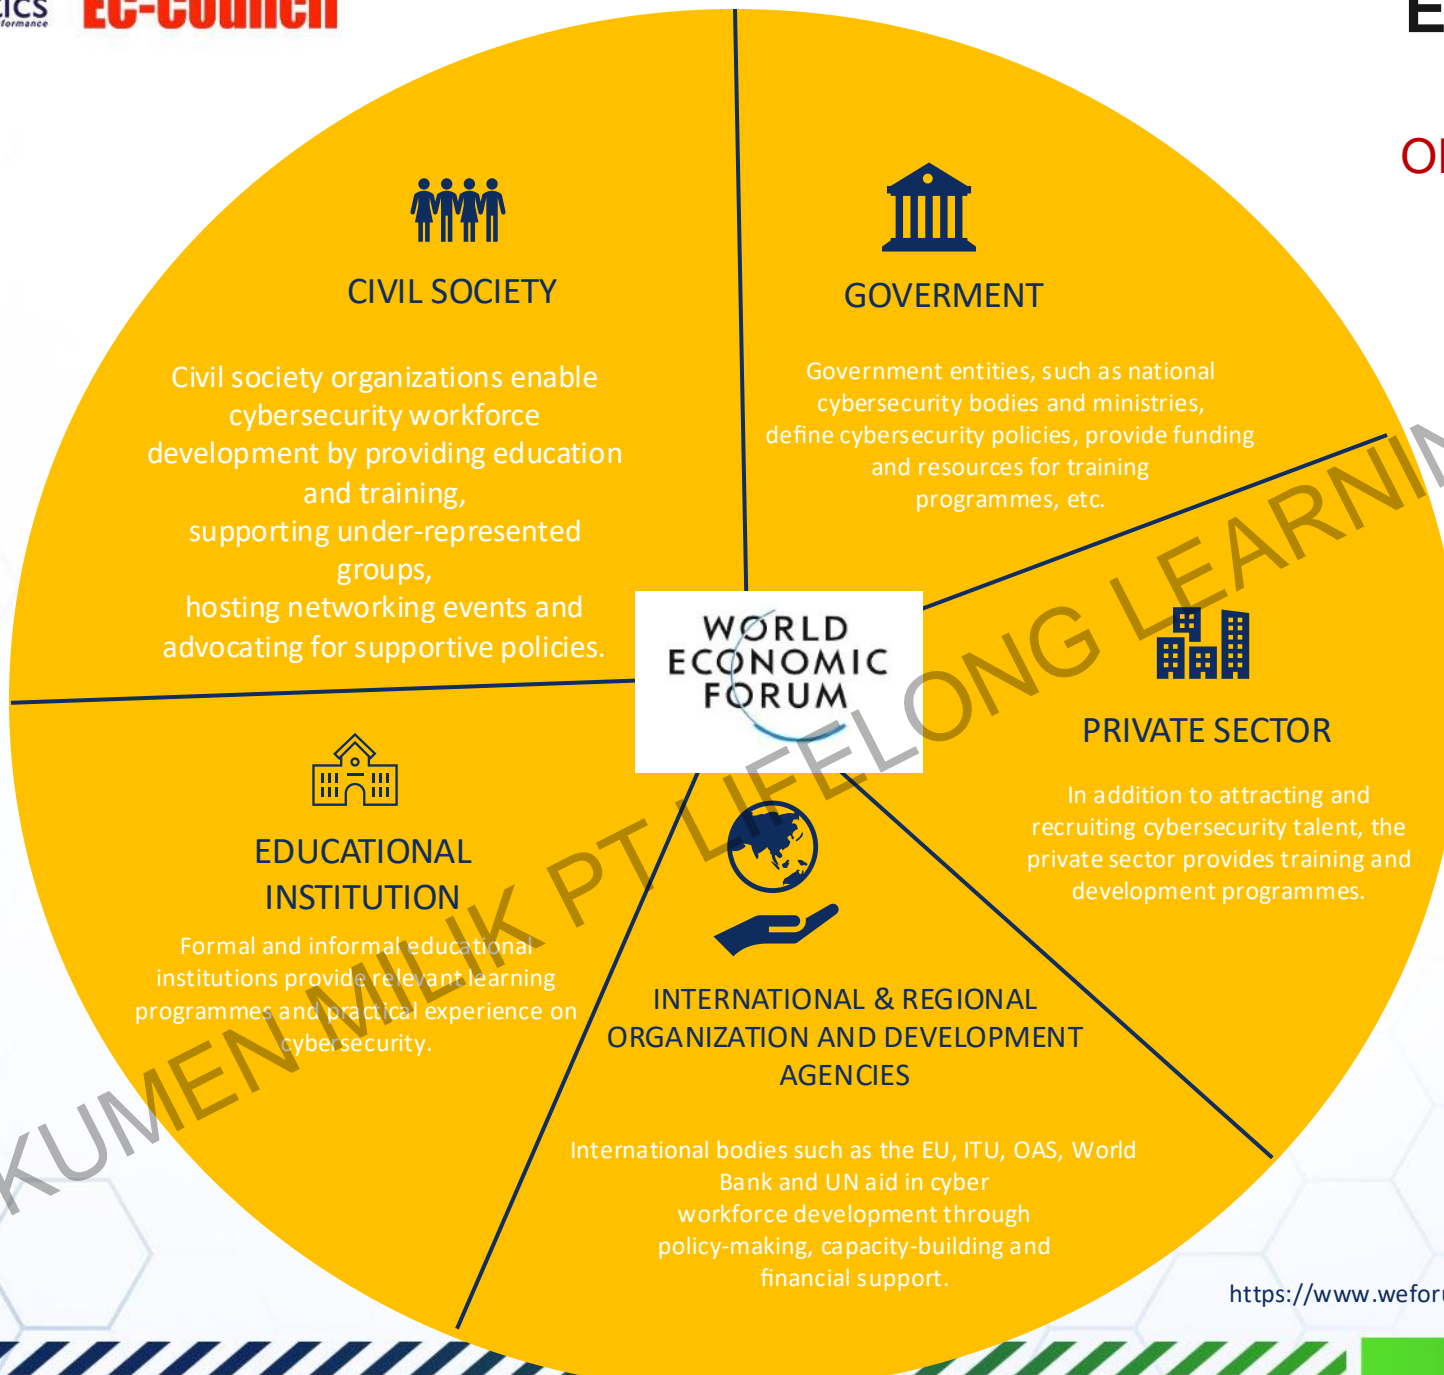 EC-Council
CIVIL SOCIETY
Civil society organizations enable
cybersecurity workforce
development by providing education
and training,
supporting under-represented
groups,
hosting networking events and
advocating for supportive policies.
GOVERMENT
Government entities, such as national
cybersecurity bodies and ministries,
define cybersecurity policies, provide funding
and resources for training
programmes, etc.
WORLD
ECONOMIC
FORUM
PRIVATE SECTOR
In addition to attracting and
recruiting cybersecurity talent, the
private sector provides training and
development programmes.
EDUCATIONAL
INSTITUTION
Formal and informal educational
institutions provide relevant learning
programmes and practical experience on
cybersecurity.
INTERNATIONAL & REGIONAL
ORGANIZATION AND DEVELOPMENT
AGENCIES
International bodies such as the EU, ITU, OAS, World
Bank and UN aid in cyber
workforce development through
policy-making, capacity-building and
financial support.
KUMEN MILIK PT LIFELONG LEARNIN
https://www.wefor